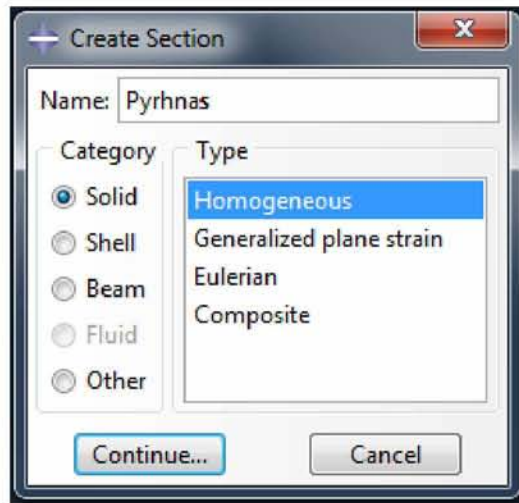 Create Section
Name: Pyrhnas
Category
Type
Solid
Shell
Beam
Fluid
Other
Homogeneous
Generalized plane strain
Eulerian
Composite
Continue...
Cancel